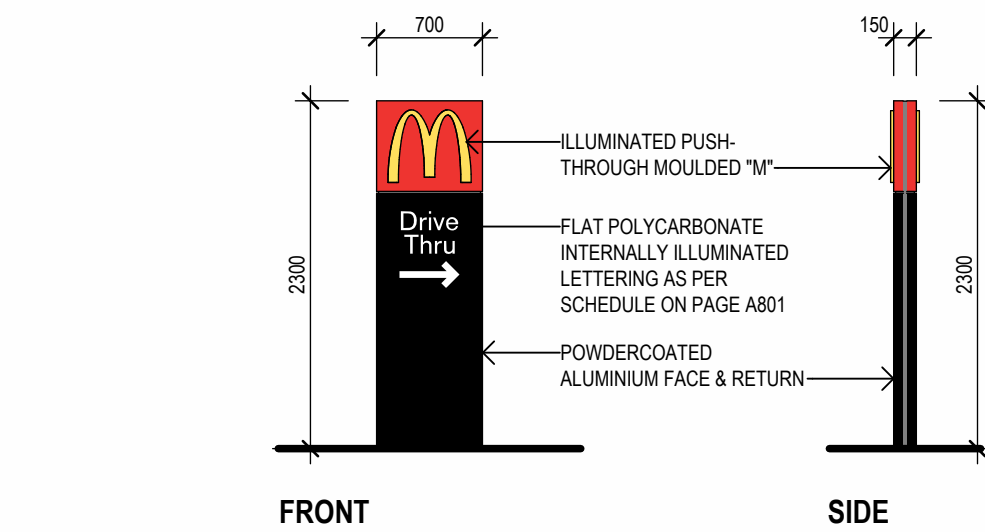 700
150
ILLUMINATED PUSH-
THROUGH MOULDED "M"
Drive
Thru
FLAT POLYCARBONATE
INTERNALLY ILLUMINATED
LETTERING AS PER
SCHEDULE ON PAGE A801
2300
2300
POWDERCOATED
ALUMINIUM FACE & RETURN
FRONT
SIDE